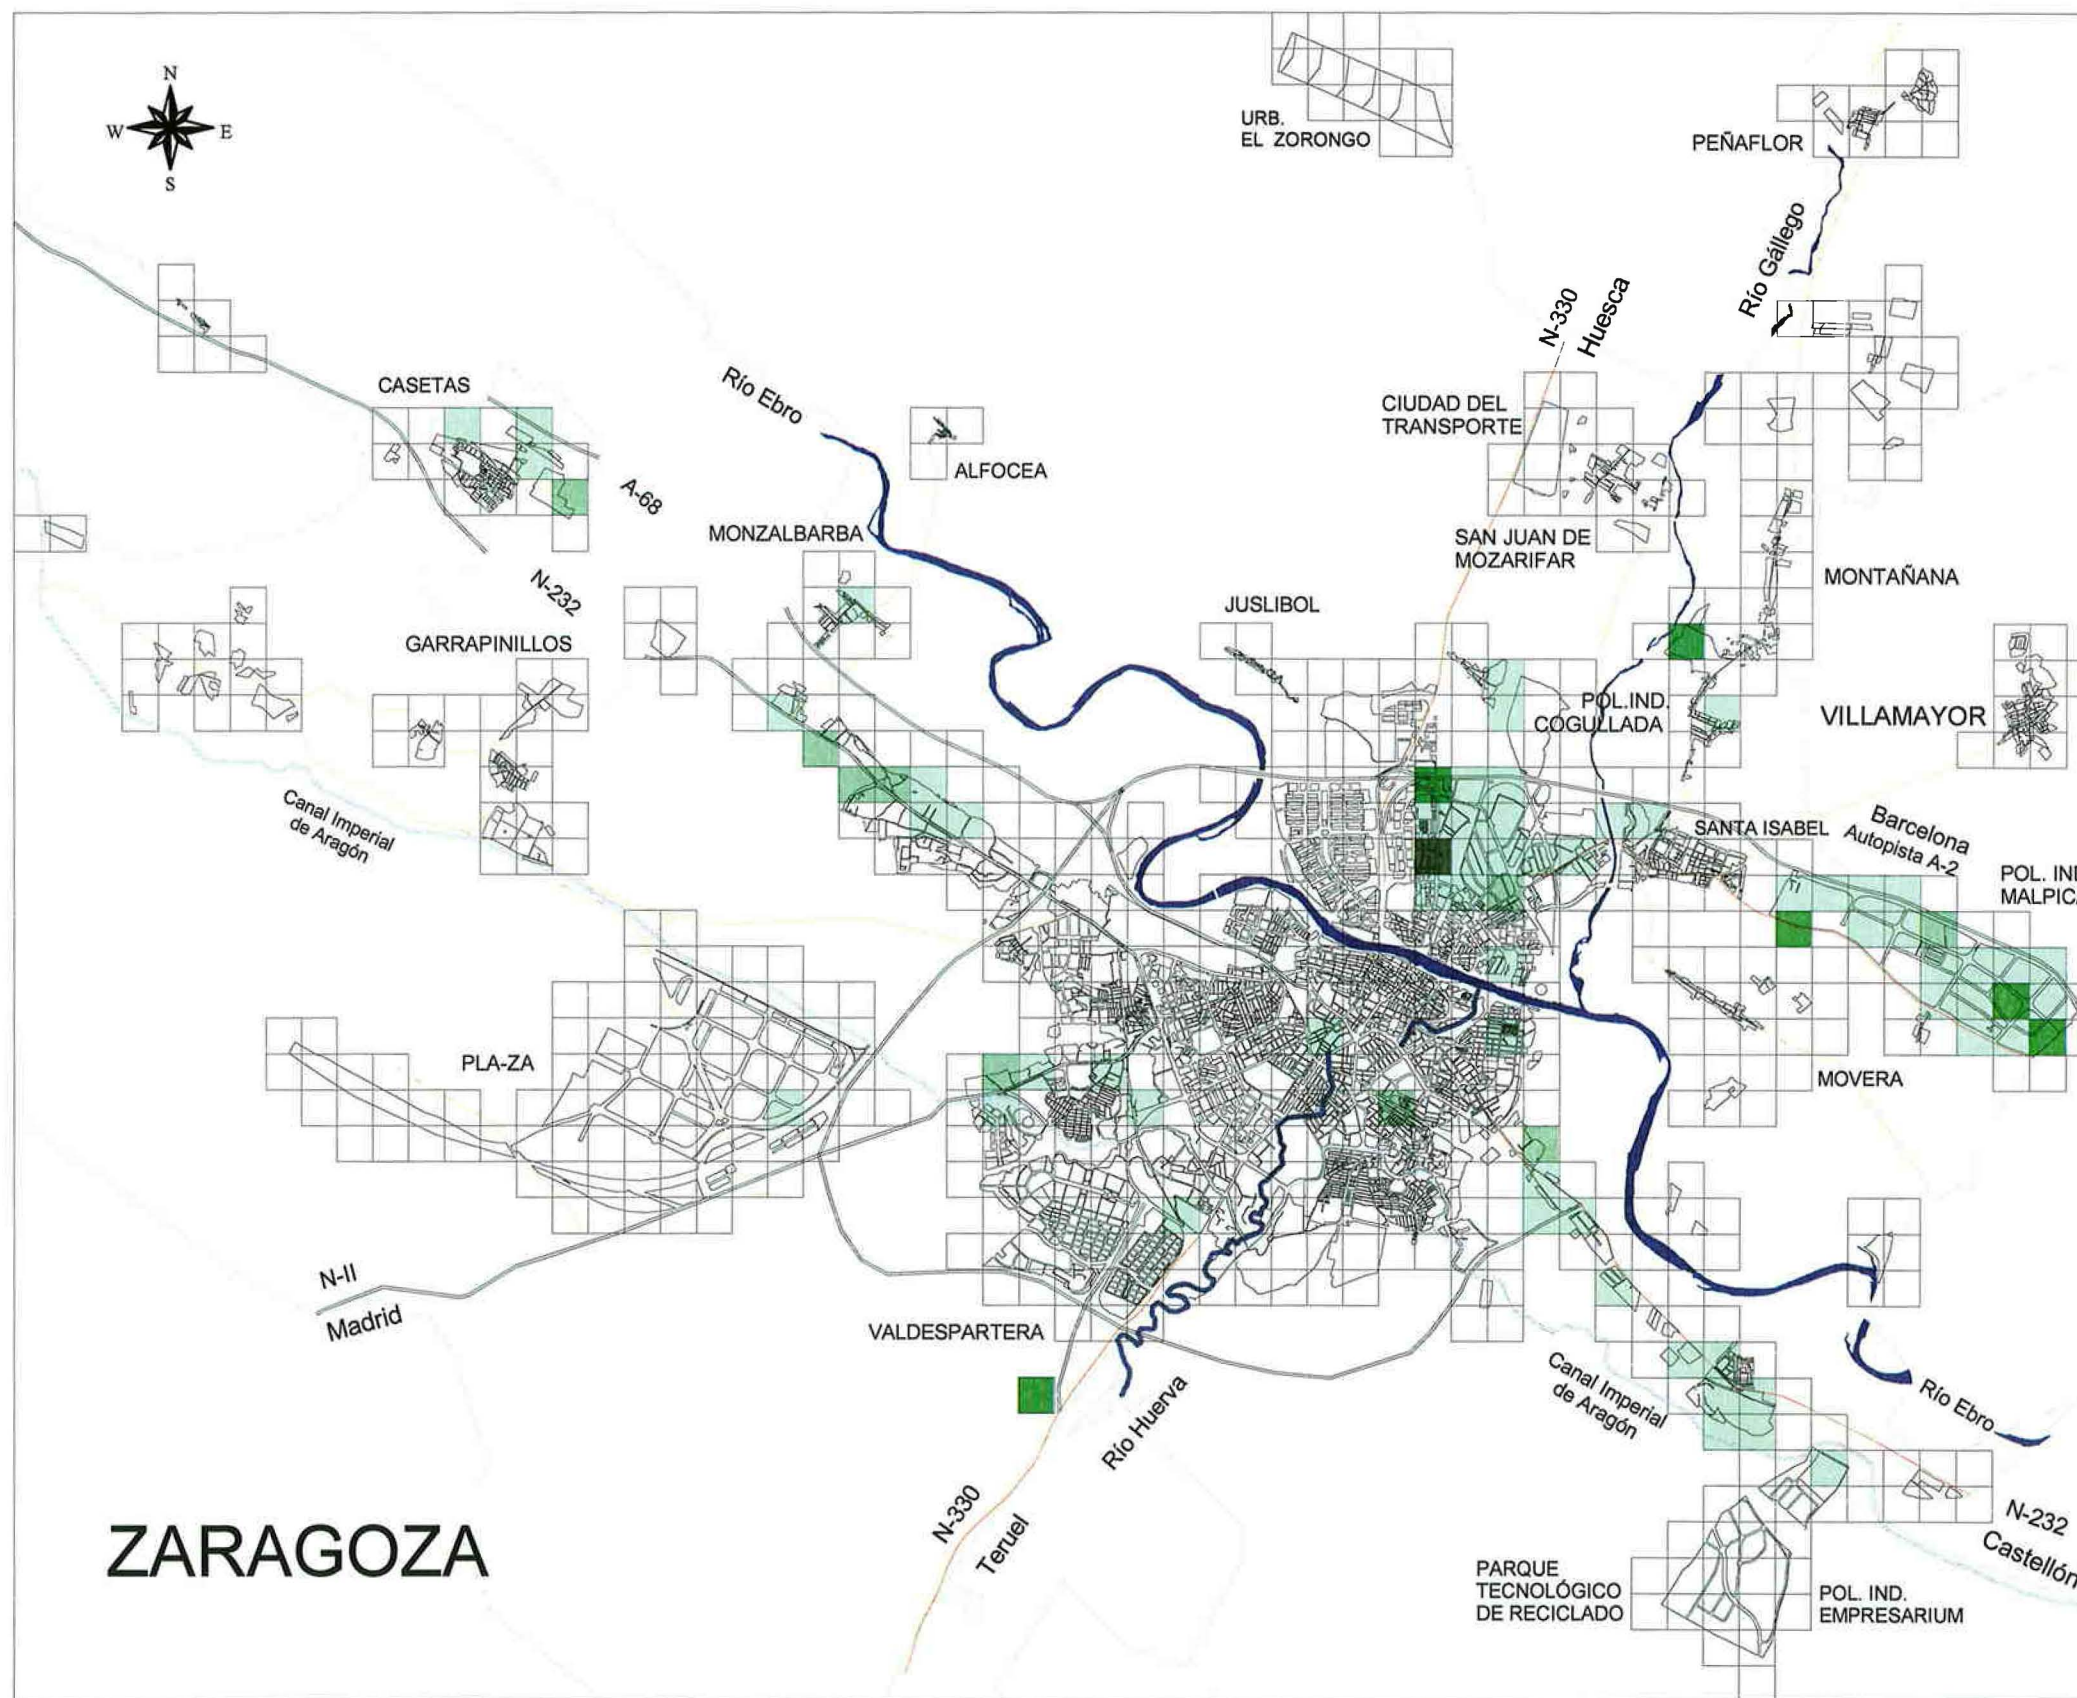 N
W
E
S
URB.
EL ZORONGO
PEÑAFLOR
Río Gállego
N-330
Huesca
CASETAS
Río Ebro
CIUDAD DEL
TRANSPORTE
ALFOCEA
A-68
MONZALBARBA
SAN JUAN DE
MOZARIFAR
MONTAÑANA
N-232
JUSLIBOL
GARRAPINILLOS
POL.IND.
COGULLADA
VILLAMAYOR
Canal Imperial
de Aragón
SANTA ISABEL
Barcelona
Autopista A-2
POL. IND
MALPICA
PLA-ZA
MOVERA
N-II
Madrid
VALDESPARTERA
Río Huerva
Canal Imperial
de Aragón
Río Ebro
N-330
Teruel
N-232
Castellón
ZARAGOZA
PARQUE
TECNOLÓGICO
DE RECICLADO
POL. IND.
EMPRESARIUM